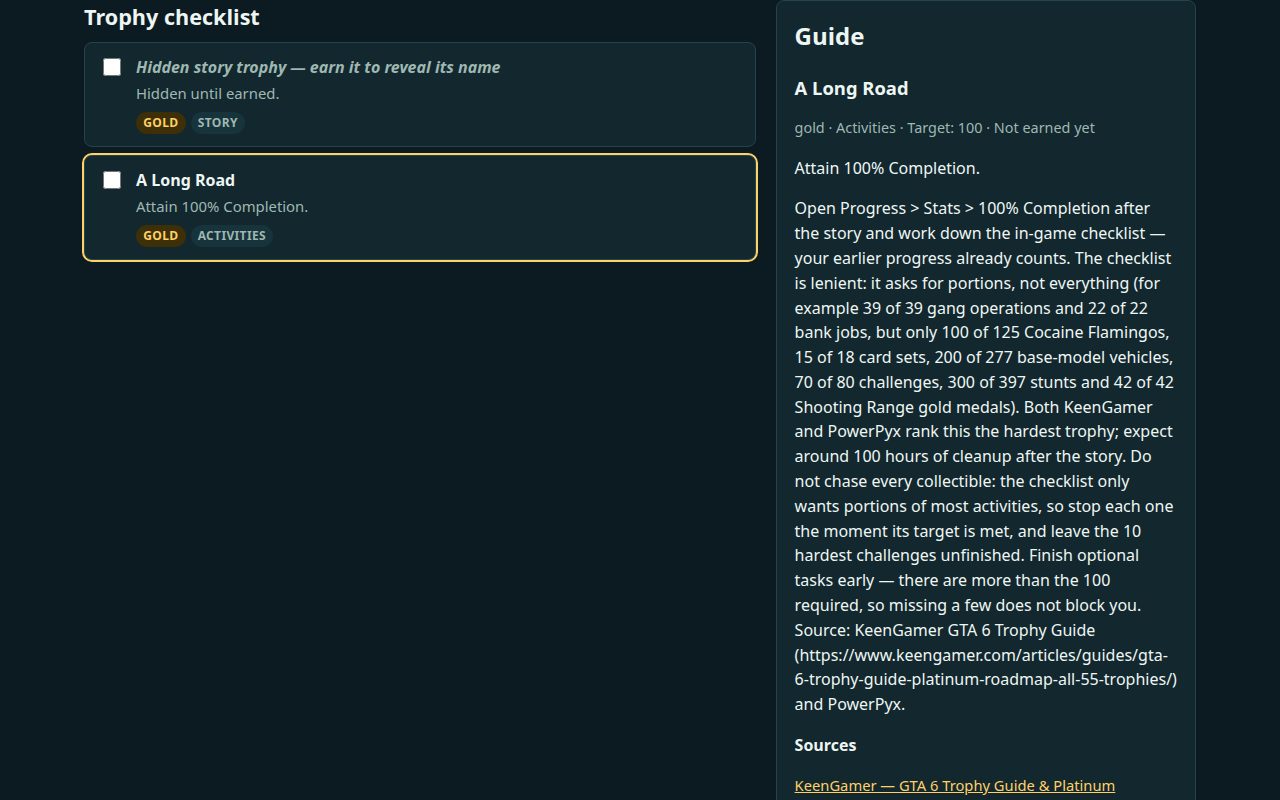 Trophy checklist
Hidden story trophy — earn it to reveal its name
Hidden until earned.
GOLD STORY
A Long Road
Attain 100% Completion.
GOLD ACTIVITIES
Guide
A Long Road
gold · Activities · Target: 100 · Not earned yet
Attain 100% Completion.
Open Progress > Stats > 100% Completion after
the story and work down the in-game checklist —
your earlier progress already counts. The checklist
is lenient: it asks for portions, not everything (for
example 39 of 39 gang operations and 22 of 22
bank jobs, but only 100 of 125 Cocaine Flamingos,
15 of 18 card sets, 200 of 277 base-model vehicles,
70 of 80 challenges, 300 of 397 stunts and 42 of 42
Shooting Range gold medals). Both KeenGamer
and PowerPyx rank this the hardest trophy; expect
around 100 hours of cleanup after the story. Do
not chase every collectible: the checklist only
wants portions of most activities, so stop each one
the moment its target is met, and leave the 10
hardest challenges unfinished. Finish optional
tasks early — there are more than the 100
required, so missing a few does not block you.
Source: KeenGamer GTA 6 Trophy Guide
(https://www.keengamer.com/articles/guides/gta-
6-trophy-guide-platinum-roadmap-all-55-trophies/)
and PowerPyx.
Sources
KeenGamer — GTA 6 Trophy Guide & Platinum